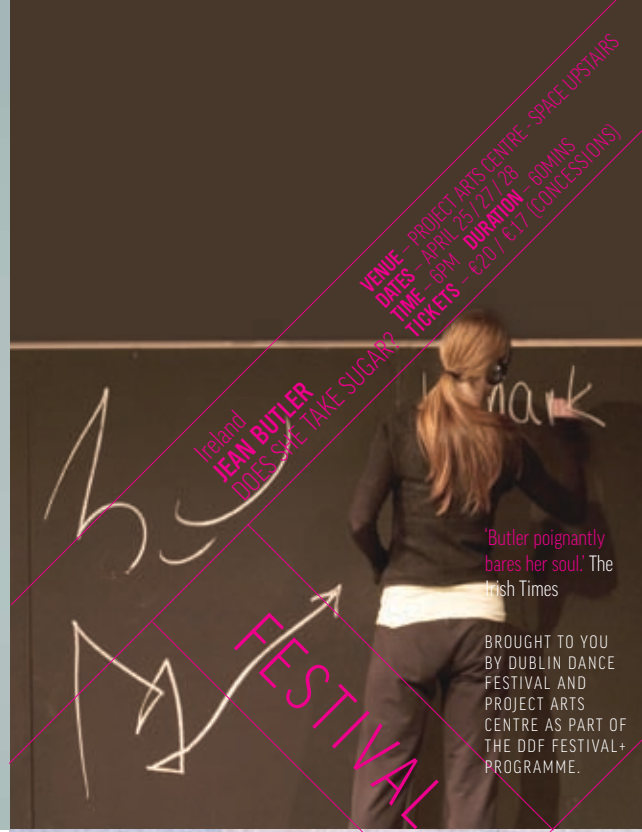 VENUE – PROJECT ARTS CENTRE - SPACE UPSTAIRS
DATES – APRIL 25 / 27 / 28
TIME – 6PM DURATION – 60MINS
TICKETS – €20 / €17 (CONCESSIONS)
Ireland
JEAN BUTLER
DOES SHE TAKE SUGAR?
FESTIVAL
'Butler poignantly
bares her soul.' The
Irish Times
BROUGHT TO YOU
BY DUBLIN DANCE
FESTIVAL AND
PROJECT ARTS
CENTRE AS PART OF
THE DDF FESTIVAL+
PROGRAMME.